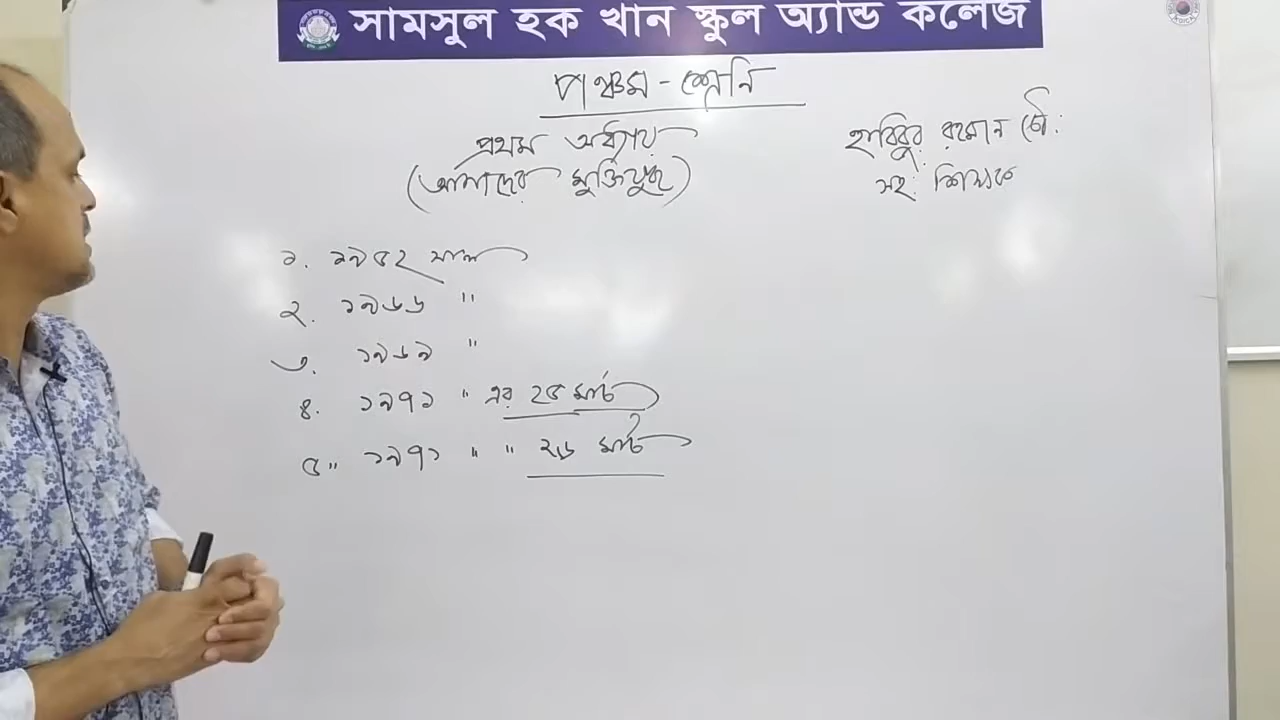 সামসুল হক খান স্কুল অ্যান্ড কলেজ
পঞ্চম - শ্রেনি
প্রথম অধ্যায়
(আমাদের মুক্তিযুদ্ধ)
হাবিবুর রহমান চৌ:
সহ: শিক্ষক
১. ১৯৫২ সাল
২. ১৯৬৬ "
৩. ১৯৬৯ "
৪. ১৯৭১ " এর ২৫ মার্চ
৫" ১৯৭১ " " ২৬ মার্চ